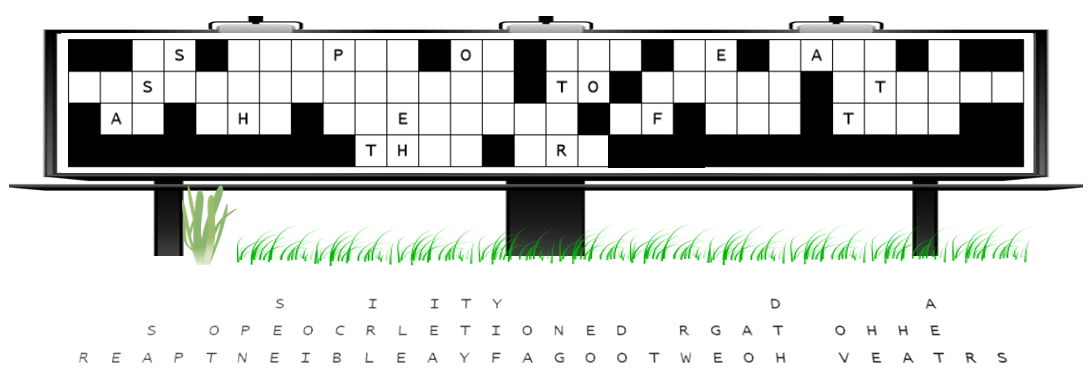 S P O E A
S T O T
A H E F T
T H R
S I I T Y D A
S O P E O C R L E T I O N E D R G A T O H H E
R E A P T N E I B L E A Y F A G O O T W E O H V E A T R S